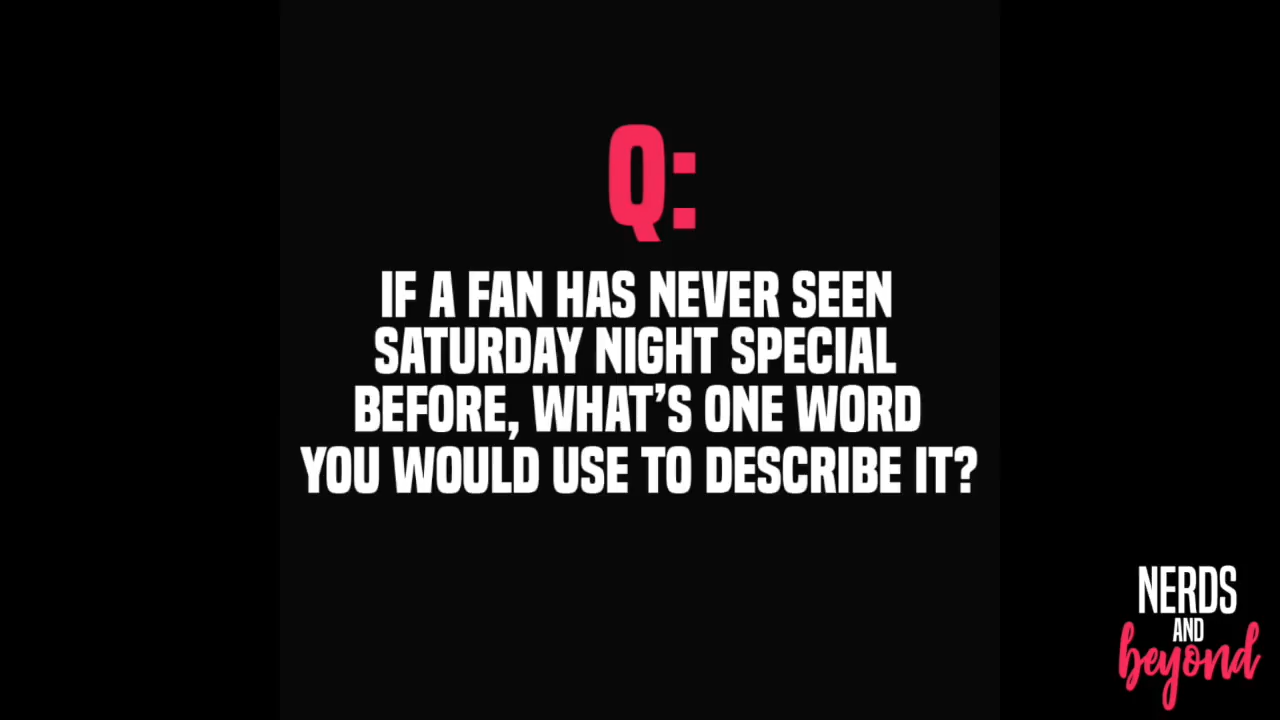 Q:
IF A FAN HAS NEVER SEEN
SATURDAY NIGHT SPECIAL
BEFORE, WHAT'S ONE WORD
YOU WOULD USE TO DESCRIBE IT?
NERDS
AND
beyond